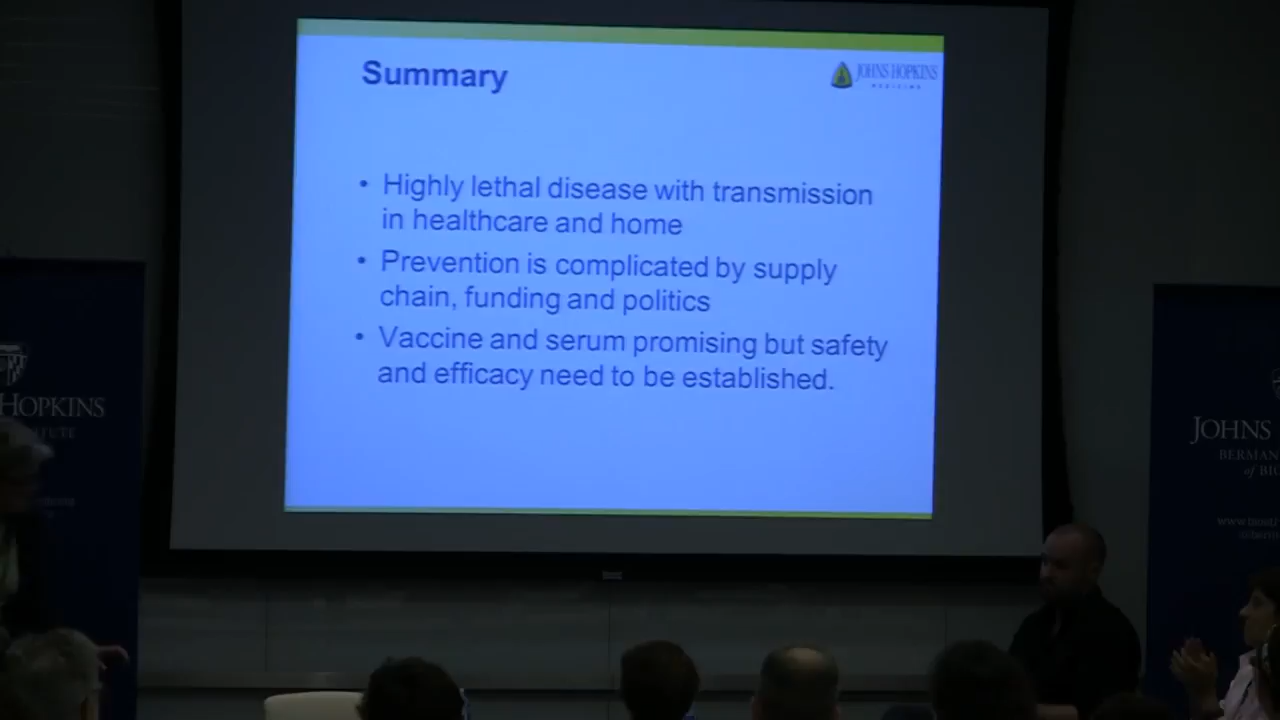 Summary
JOHNS HOPKINS
MEDICINE
• Highly lethal disease with transmission
in healthcare and home
• Prevention is complicated by supply
chain, funding and politics
• Vaccine and serum promising but safety
and efficacy need to be established.
HOPKINS
JOHNS
BERMAN